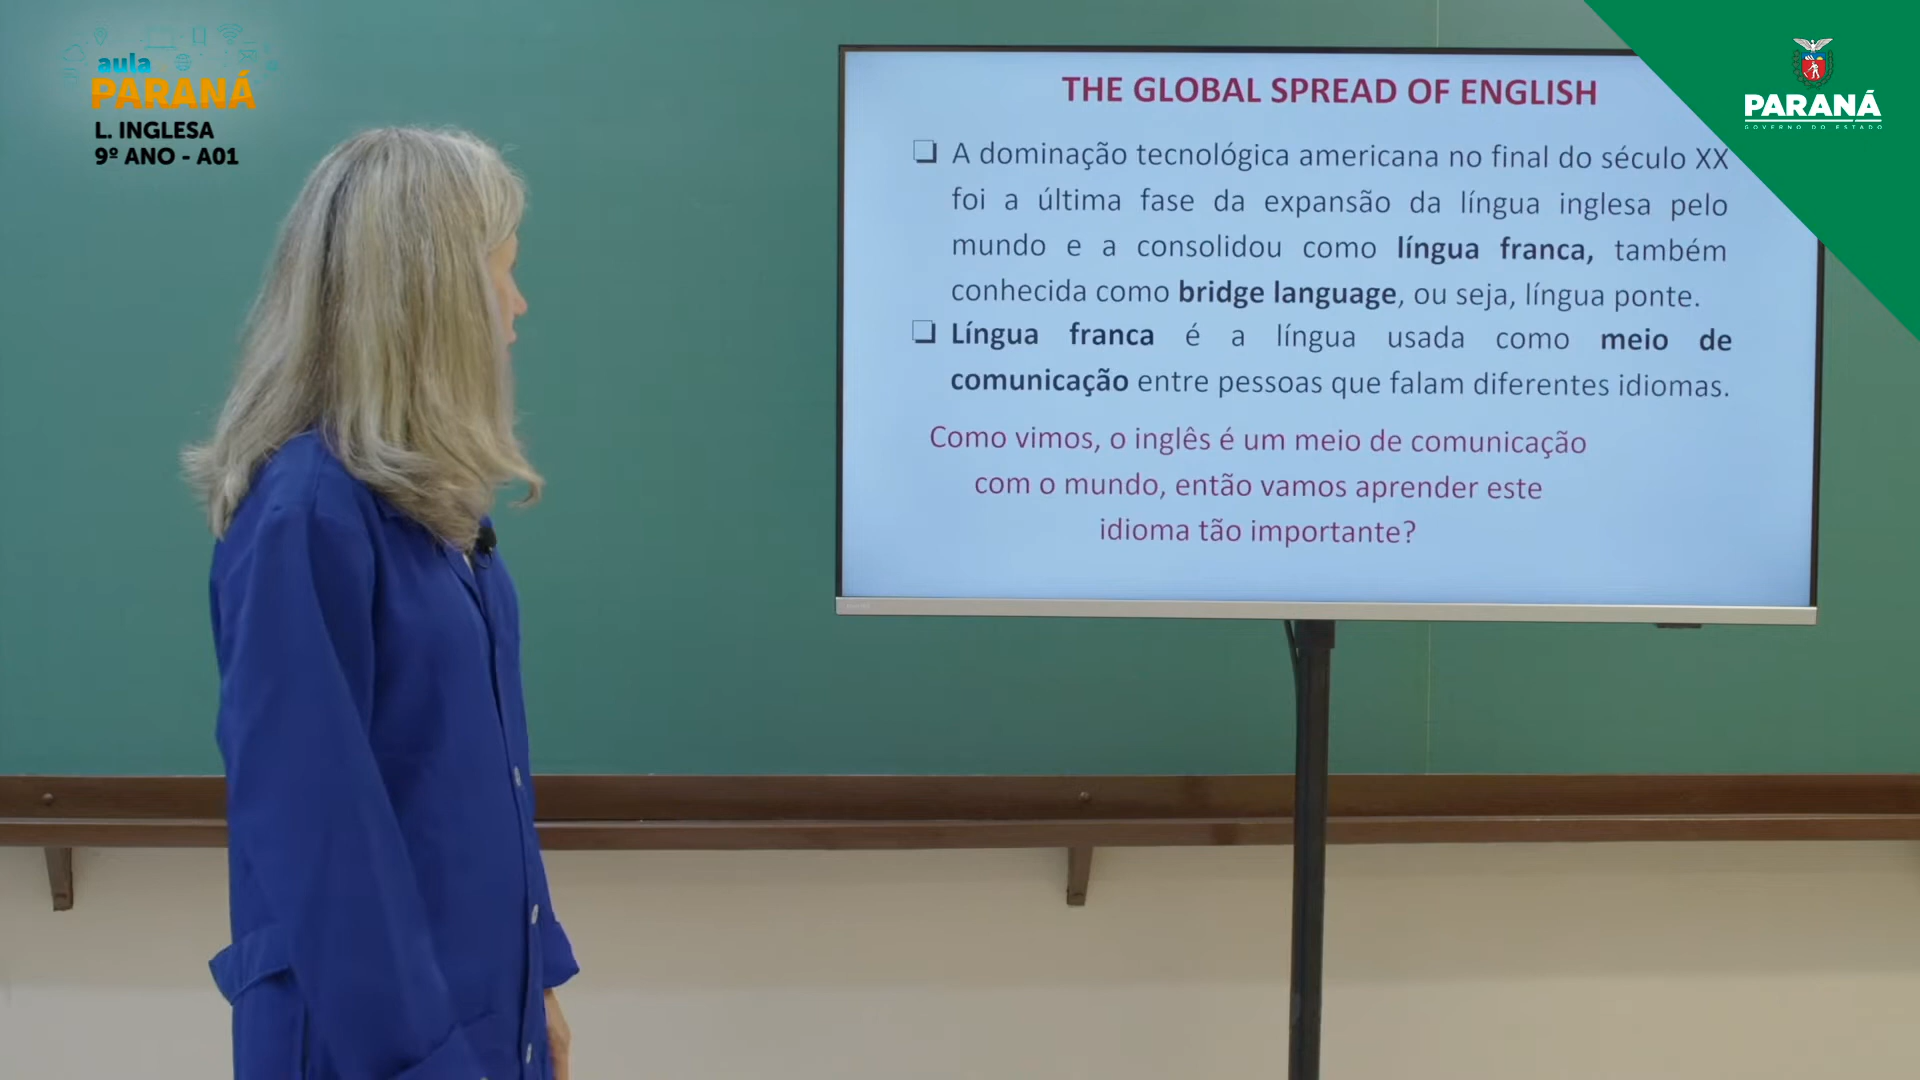 aula
PARANÁ
L. INGLESA
9º ANO - A01
PARANÁ
GOVERNO DO ESTADO
THE GLOBAL SPREAD OF ENGLISH
❑ A dominação tecnológica americana no final do século XX
foi a última fase da expansão da língua inglesa pelo
mundo e a consolidou como língua franca, também
conhecida como bridge language, ou seja, língua ponte.
❑ Língua franca é a língua usada como meio de
comunicação entre pessoas que falam diferentes idiomas.
Como vimos, o inglês é um meio de comunicação
com o mundo, então vamos aprender este
idioma tão importante?